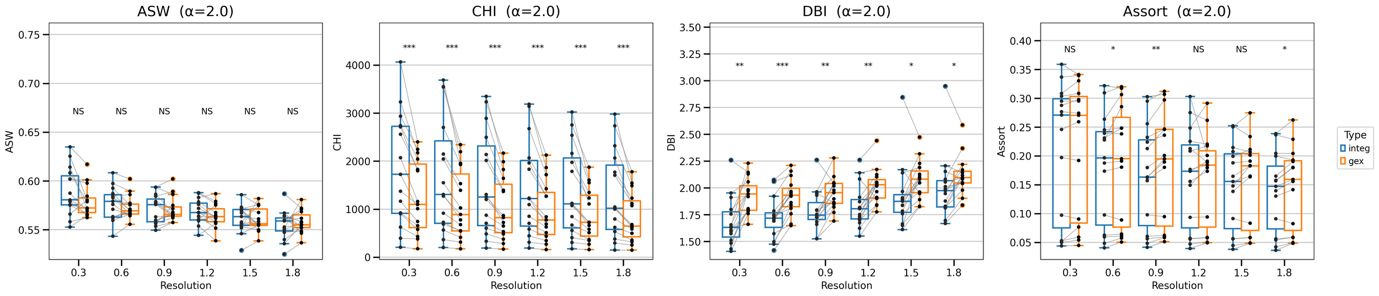 ASW (α=2.0)
0.75
0.70
0.65
0.60
0.55
ASW
NS NS NS NS NS NS
0.3 0.6 0.9 1.2 1.5 1.8
Resolution
CHI (α=2.0)
4000
3000
2000
1000
0
CHI
*** *** *** *** *** ***
0.3 0.6 0.9 1.2 1.5 1.8
Resolution
DBI (α=2.0)
3.50
3.25
3.00
2.75
2.50
2.25
2.00
1.75
1.50
DBI
** *** ** ** * *
0.3 0.6 0.9 1.2 1.5 1.8
Resolution
Assort (α=2.0)
0.40
0.35
0.30
0.25
0.20
0.15
0.10
0.05
Assort
NS * ** NS NS *
0.3 0.6 0.9 1.2 1.5 1.8
Resolution
Type
integ
gex